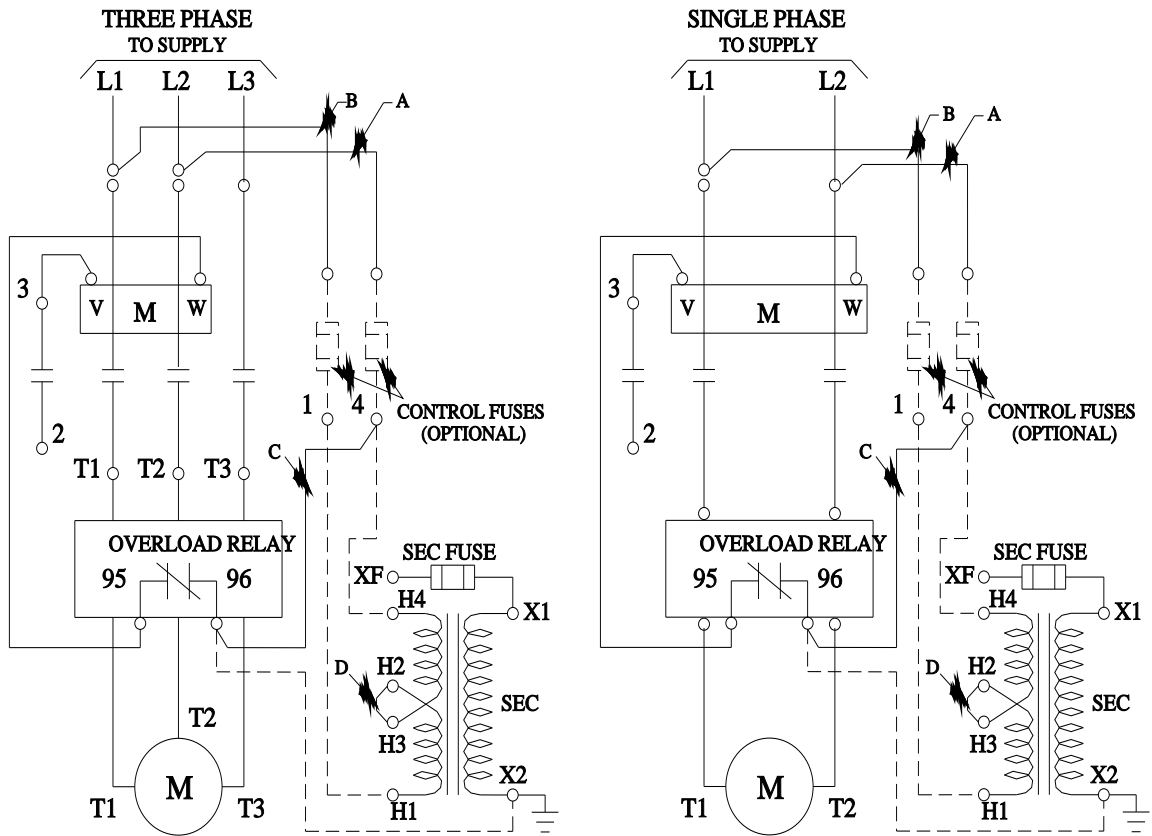 THREE PHASE
TO SUPPLY
L1 L2 L3
B A
3
V M W
1 4
CONTROL FUSES
(OPTIONAL)
2
C
T1 T2 T3
OVERLOAD RELAY
95 96
SEC FUSE
XF
H4 X1
D H2
SEC
H3
T2
X2
M
T1 T3
H1
SINGLE PHASE
TO SUPPLY
L1 L2
B A
3
V M W
1 4
CONTROL FUSES
(OPTIONAL)
2
C
OVERLOAD RELAY
95 96
SEC FUSE
XF
H4 X1
D H2
SEC
H3
X2
M
T1 T2
H1